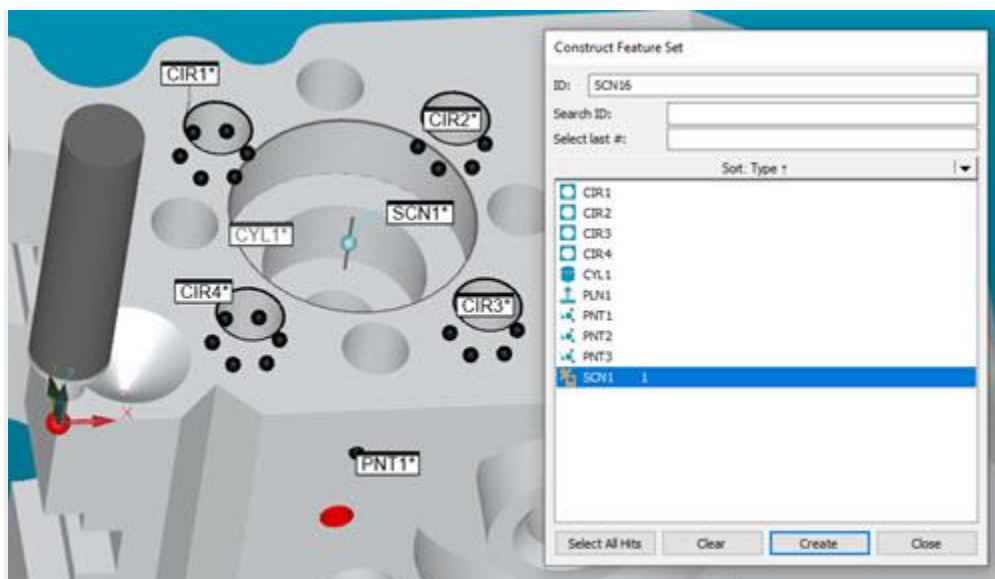 CIR1*
CIR2*
SCN1*
CYL1*
CIR4*
CIR3*
X
PNT1*
Construct Feature Set
ID: SCN16
Search ID:
Select last #:
Sort: Type ↑
CIR1
CIR2
CIR3
CIR4
CYL1
PLN1
PNT1
PNT2
PNT3
SCN1 1
Select All Hits Clear Create Close